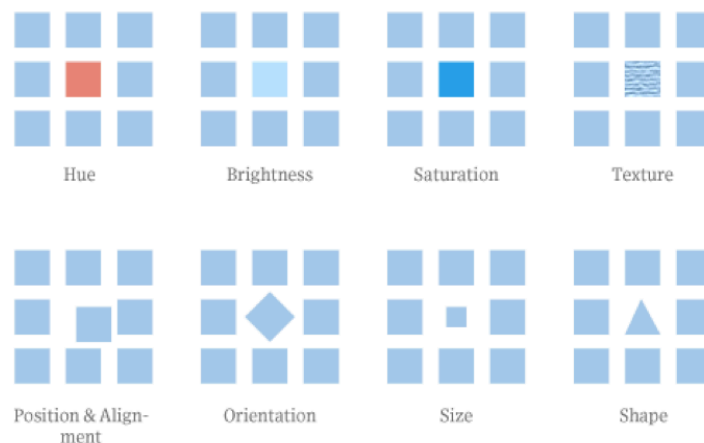 Hue
Brightness
Saturation
Texture
Position & Align-
ment
Orientation
Size
Shape